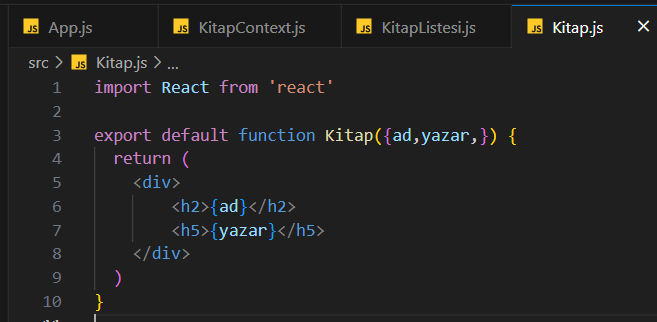 JS App.js JS KitapContext.js JS KitapListesi.js JS Kitap.js ×
src > JS Kitap.js > ...
1 import React from 'react'
2
3 export default function Kitap({ad,yazar,}) {
4 return (
5 <div>
6 <h2>{ad}</h2>
7 <h5>{yazar}</h5>
8 </div>
9 )
10 }